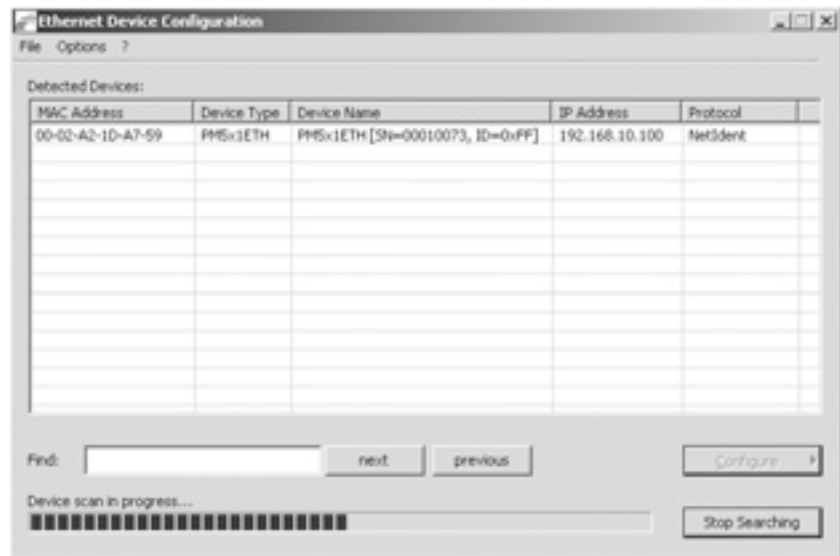 Ethernet Device Configuration
File Options ?
Detected Devices:
MAC Address Device Type Device Name IP Address Protocol
00-02-A2-1D-A7-59 PM5x1ETH PM5x1ETH [SN=00010073, ID=0xFF] 192.168.10.100 NetIdent
Find: next previous Configure
Device scan in progress...
Stop Searching